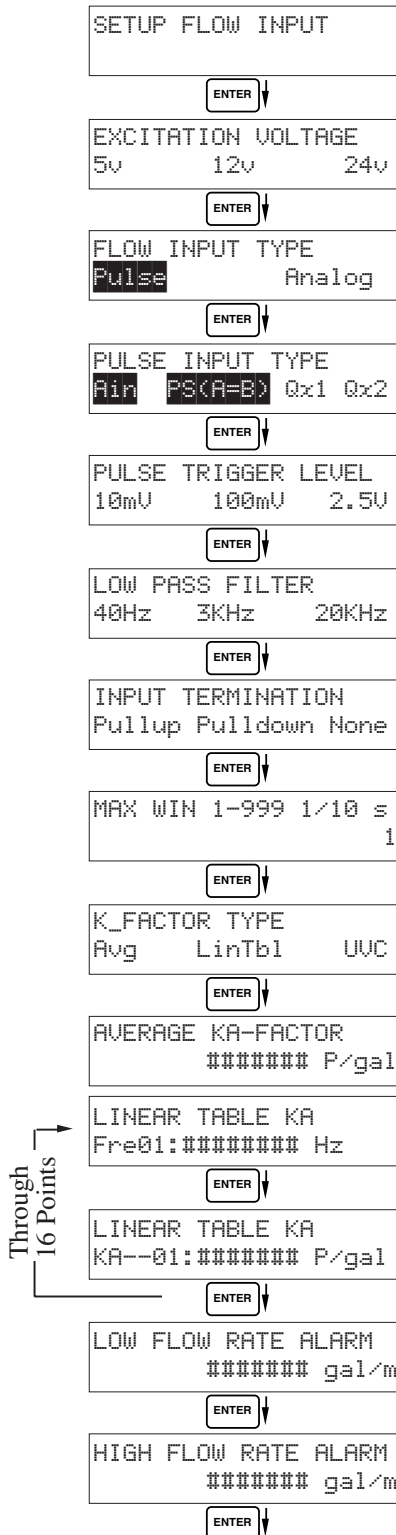 SETUP FLOW INPUT
ENTER
EXCITATION VOLTAGE
5v 12v 24v
ENTER
FLOW INPUT TYPE
Pulse Analog
ENTER
PULSE INPUT TYPE
Ain PS(A=B) Qx1 Qx2
ENTER
PULSE TRIGGER LEVEL
10mV 100mV 2.5V
ENTER
LOW PASS FILTER
40Hz 3KHz 20KHz
ENTER
INPUT TERMINATION
Pullup Pulldown None
ENTER
MAX WIN 1-999 1/10 s
1
ENTER
K_FACTOR TYPE
Avg LinTbl UVC
ENTER
AVERAGE KA-FACTOR
####### P/gal
Through
16 Points
LINEAR TABLE KA
Fre01:######## Hz
ENTER
LINEAR TABLE KA
KA--01:####### P/gal
ENTER
LOW FLOW RATE ALARM
####### gal/m
ENTER
HIGH FLOW RATE ALARM
####### gal/m
ENTER